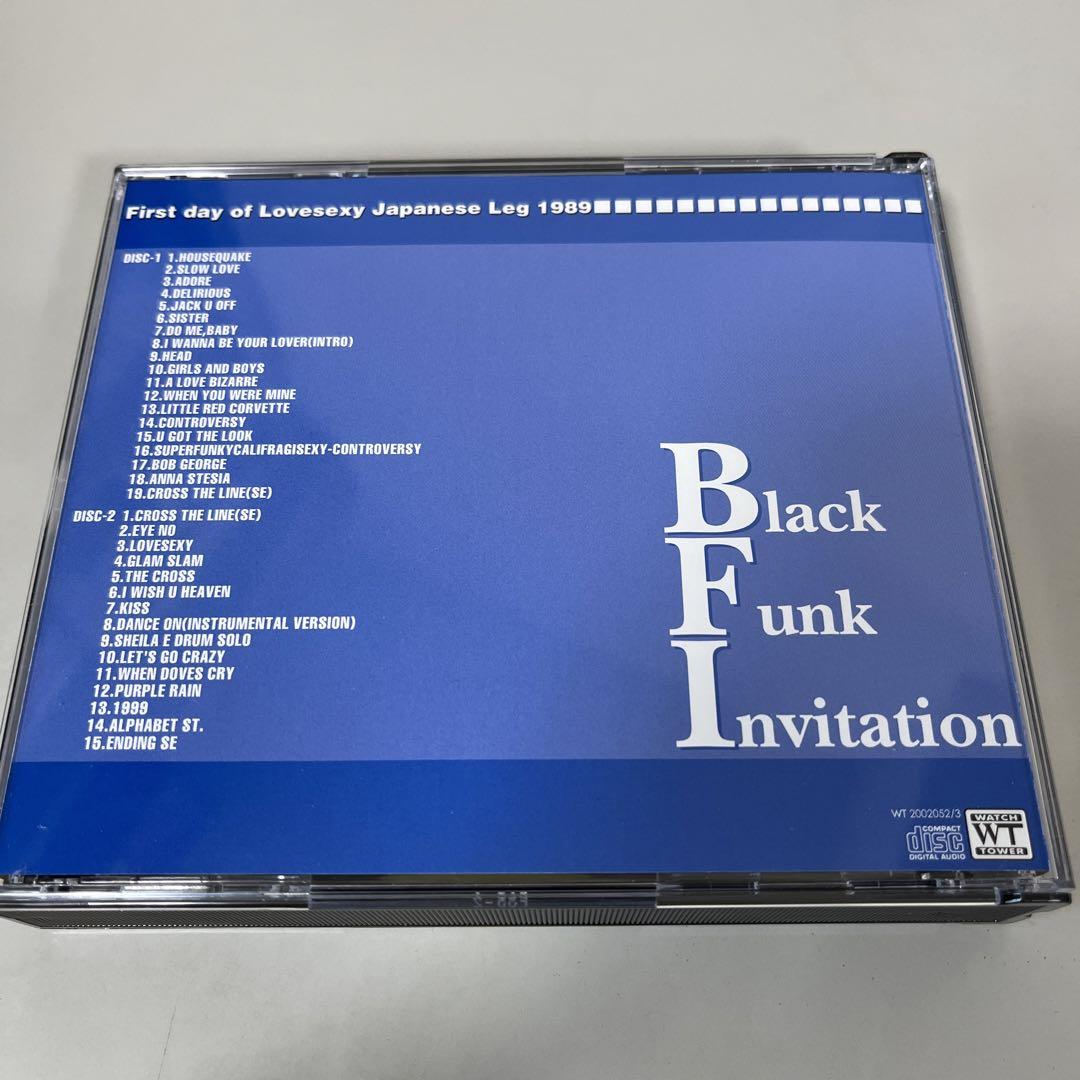 First day of Lovesexy Japanese Leg 1989
DISC-1 1.HOUSEQUAKE
2.SLOW LOVE
3.ADORE
4.DELIRIOUS
5.JACK U OFF
6.SISTER
7.DO ME,BABY
8.I WANNA BE YOUR LOVER(INTRO)
9.HEAD
10.GIRLS AND BOYS
11.A LOVE BIZARRE
12.WHEN YOU WERE MINE
13.LITTLE RED CORVETTE
14.CONTROVERSY
15.U GOT THE LOOK
16.SUPERFUNKYCALIFRAGISEXY-CONTROVERSY
17.BOB GEORGE
18.ANNA STESIA
19.CROSS THE LINE(SE)
DISC-2 1.CROSS THE LINE(SE)
2.EYE NO
3.LOVESEXY
4.GLAM SLAM
5.THE CROSS
6.I WISH U HEAVEN
7.KISS
8.DANCE ON(INSTRUMENTAL VERSION)
9.SHEILA E DRUM SOLO
10.LET'S GO CRAZY
11.WHEN DOVES CRY
12.PURPLE RAIN
13.1999
14.ALPHABET ST.
15.ENDING SE
Black
Funk
Invitation
WT 2002052/3
COMPACT
disc
DIGITAL AUDIO
WATCH
WT
TOWER